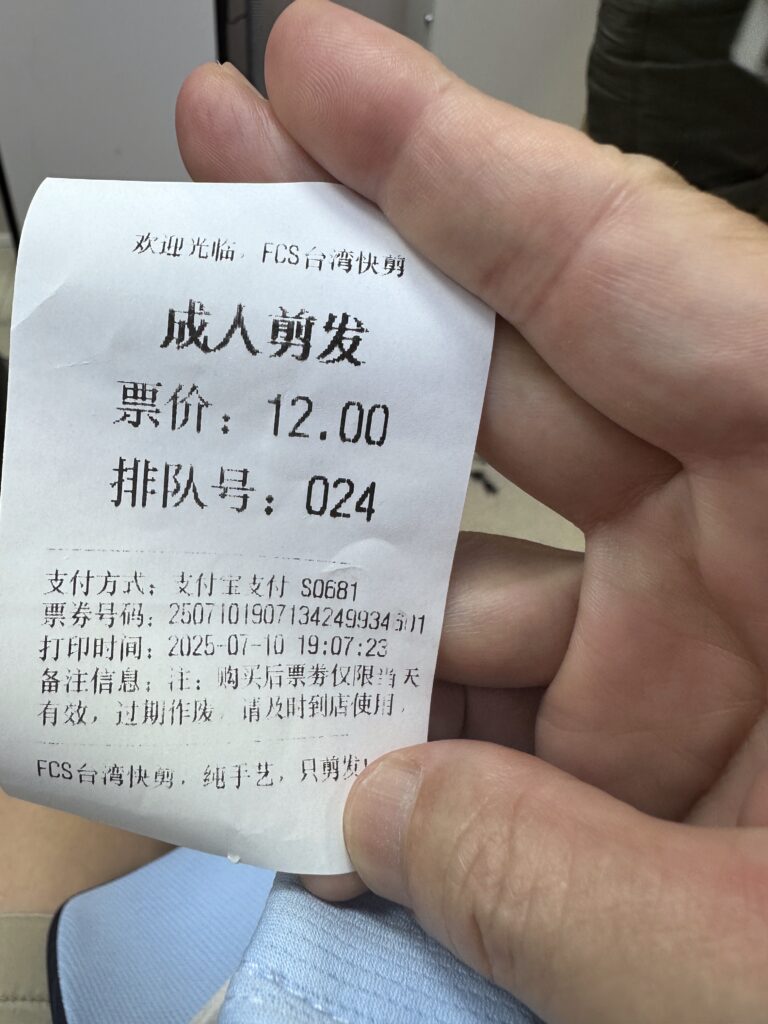 欢迎光临，FCS台湾快剪
成人剪发
票价：12.00
排队号：024
支付方式：支付宝支付 S0681
票券号码：2507101907134249934601
打印时间：2025-07-10 19:07:23
备注信息：注：购买后票券仅限当天
有效，过期作废，请及时到店使用，
FCS台湾快剪，纯手艺，只剪发!